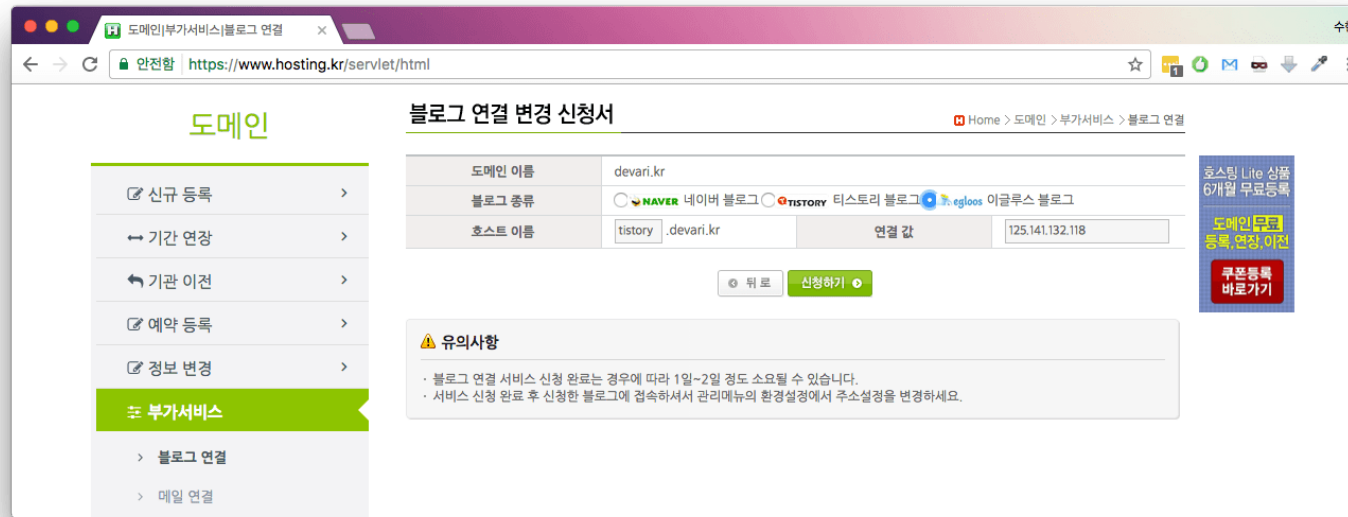 도메인|부가서비스|블로그 연결
안전함 https://www.hosting.kr/servlet/html
1
도메인
신규 등록
기간 연장
기관 이전
예약 등록
정보 변경
부가서비스
블로그 연결
메일 연결
블로그 연결 변경 신청서
Home > 도메인 > 부가서비스 > 블로그 연결
도메인 이름 devari.kr
블로그 종류 NAVER 네이버 블로그 TISTORY 티스토리 블로그 egloos 이글루스 블로그
호스트 이름 tistory .devari.kr 연결 값 125.141.132.118
뒤 로 신청하기
유의사항
· 블로그 연결 서비스 신청 완료는 경우에 따라 1일~2일 정도 소요될 수 있습니다.
· 서비스 신청 완료 후 신청한 블로그에 접속하셔서 관리메뉴의 환경설정에서 주소설정을 변경하세요.
호스팅 Lite 상품
6개월 무료등록
도메인무료
등록,연장,이전
쿠폰등록
바로가기